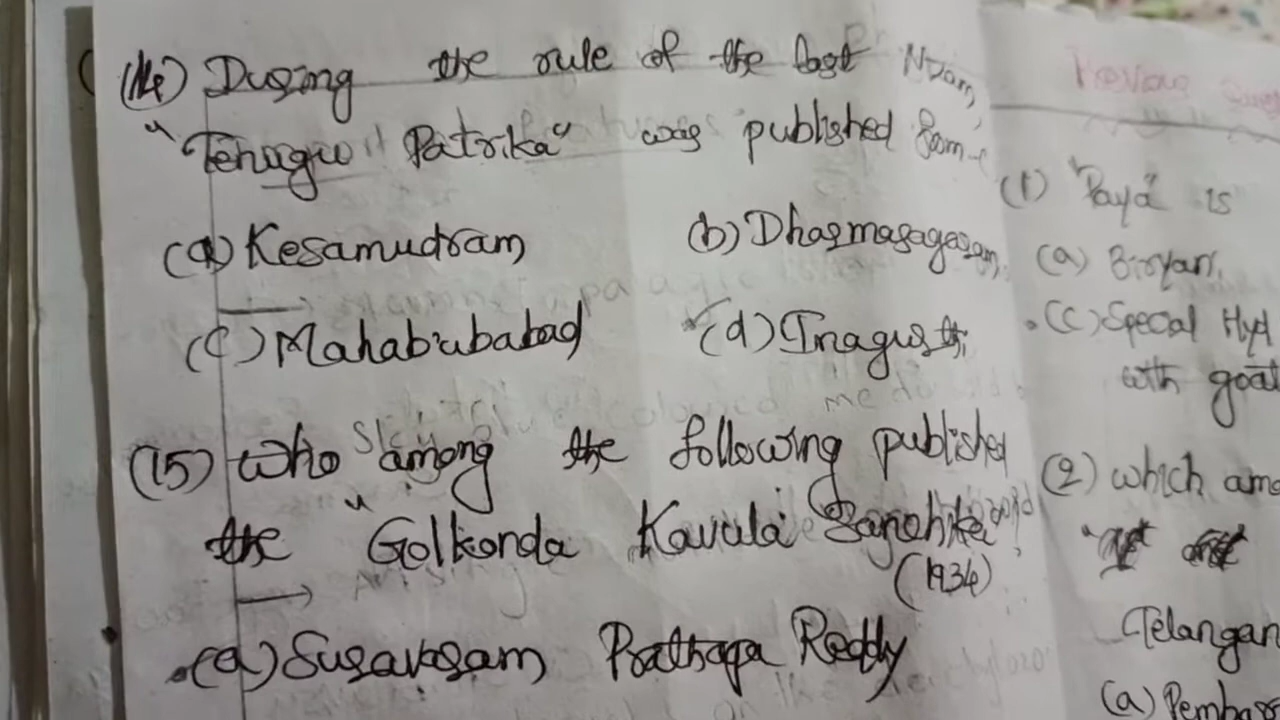 (14) During the rule of the last Nizam,
"Tenugu Patrika" was published from
(a) Kesamudram (b) Dharmasagaram
(c) Mahabubabad (d) Inagurthi
(15) who among the following published
the "Golkonda Kavula Sanchika"
(1934)
(a) Suravaram Prathapa Reddy
(1) "Paya" is
(a) Biryani
(c) Special Hyd
with goat
(2) which amo
Telangan
(a) Pembar